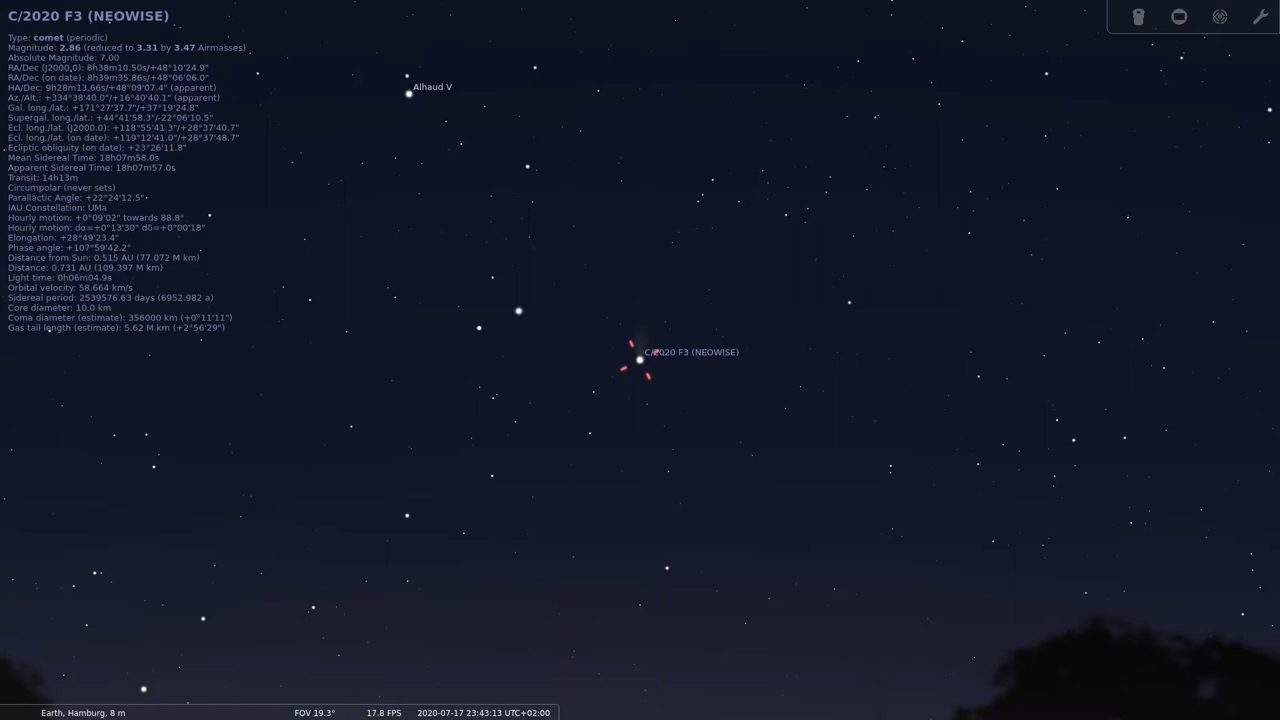 C/2020 F3 (NEOWISE)
Type: comet (periodic)
Magnitude: 2.86 (reduced to 3.31 by 3.47 Airmasses)
Absolute Magnitude: 7.00
RA/Dec (J2000.0): 8h38m10.50s/+48°10'24.9"
RA/Dec (on date): 8h39m35.86s/+48°06'06.0"
HA/Dec: 9h28m13.66s/+48°09'07.4" (apparent)
Az./Alt.: +334°38'40.0"/+16°40'40.1" (apparent)
Gal. long./lat.: +171°27'37.7"/+37°19'24.8"
Supergal. long./lat.: +44°41'58.3"/-22°06'10.5"
Ecl. long./lat. (J2000.0): +118°55'41.3"/+28°37'40.7"
Ecl. long./lat. (on date): +119°12'41.0"/+28°37'48.7"
Ecliptic obliquity (on date): +23°26'11.8"
Mean Sidereal Time: 18h07m58.0s
Apparent Sidereal Time: 18h07m57.0s
Transit: 14h13m
Circumpolar (never sets)
Parallactic Angle: +22°24'12.5"
IAU Constellation: UMa
Hourly motion: +0°09'02" towards 88.8°
Hourly motion: dα=+0°13'30" dδ=+0°00'18"
Elongation: +28°49'23.4"
Phase angle: +107°59'42.2"
Distance from Sun: 0.515 AU (77.072 M km)
Distance: 0.731 AU (109.397 M km)
Light time: 0h06m04.9s
Orbital velocity: 58.664 km/s
Sidereal period: 2539576.63 days (6952.982 a)
Core diameter: 10.0 km
Coma diameter (estimate): 356000 km (+0°11'11")
Gas tail length (estimate): 5.62 M km (+2°56'29")
Alhaud V
C/2020 F3 (NEOWISE)
Earth, Hamburg, 8 m FOV 19.3° 17.8 FPS 2020-07-17 23:43:13 UTC+02:00